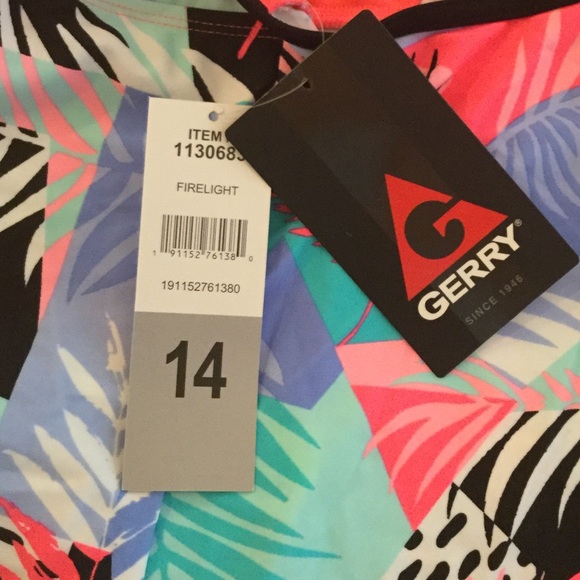 ITEM
113068
FIRELIGHT
1 91152 76138 0
191152761380
14
G
GERRY®
SINCE 1946